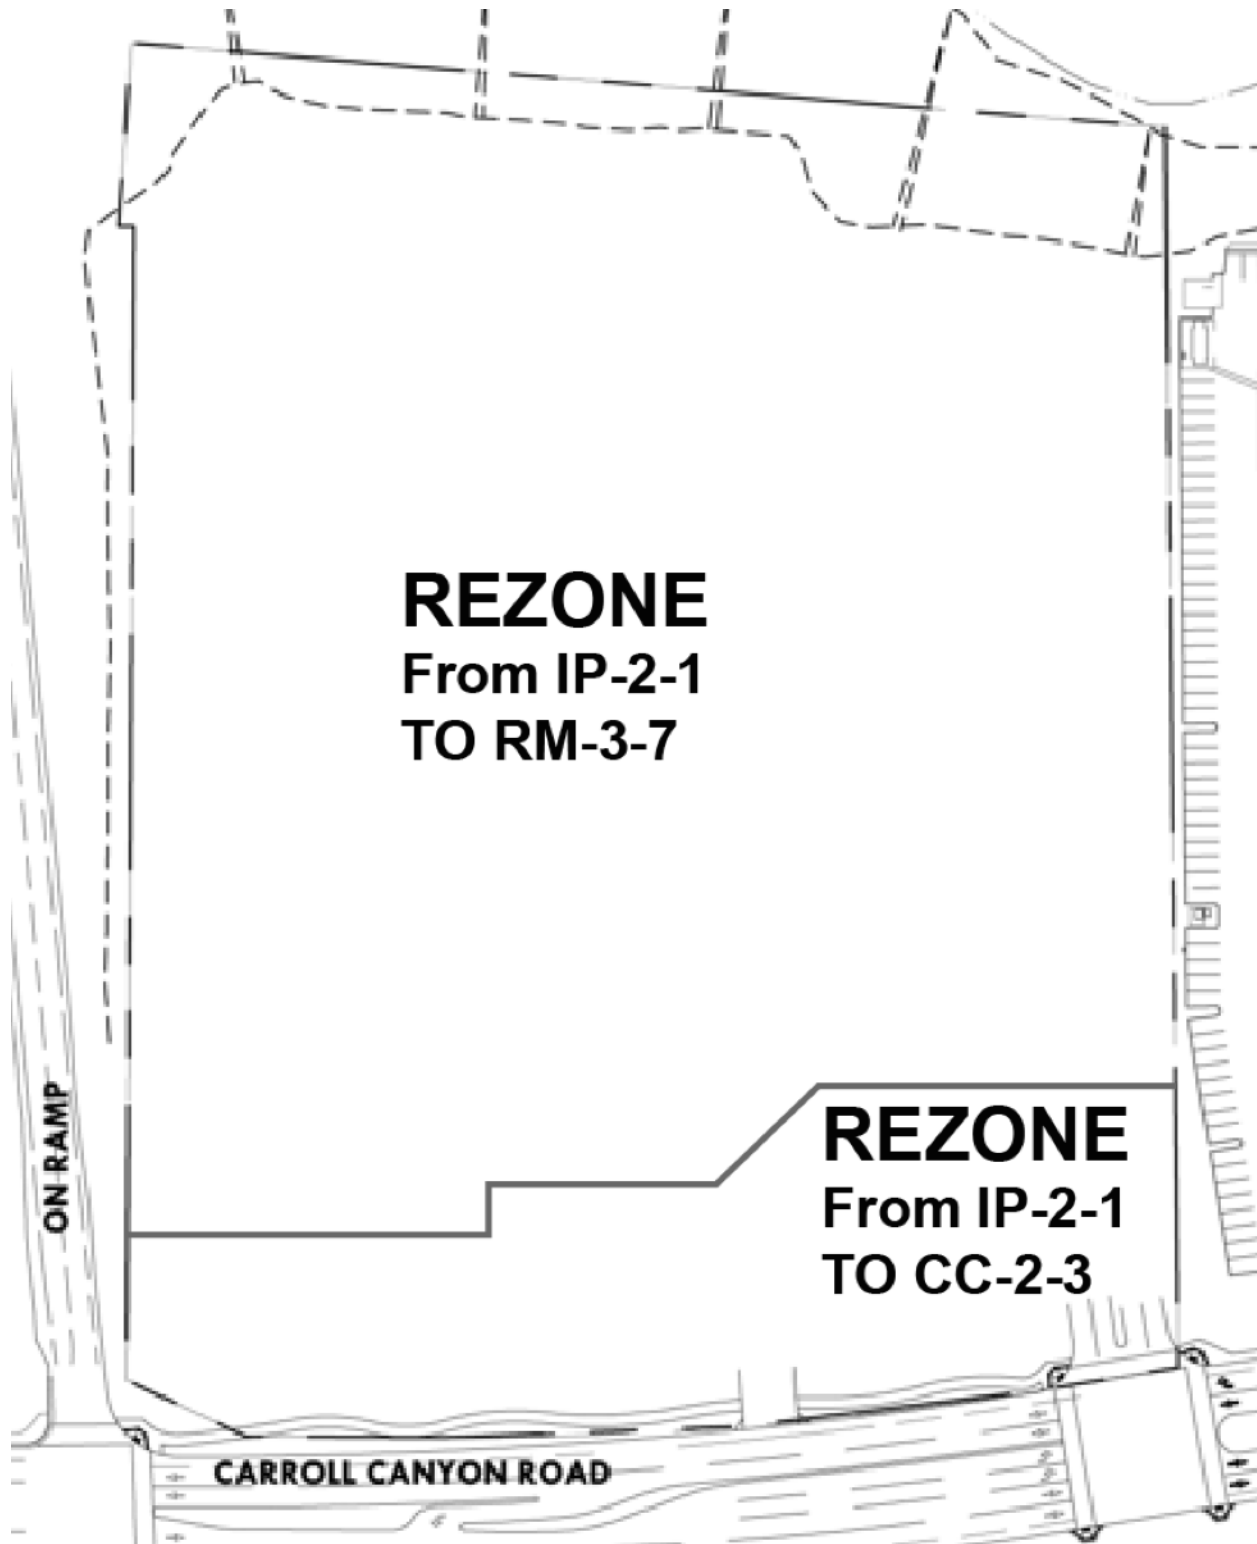 REZONE
From IP-2-1
TO RM-3-7
ON RAMP
REZONE
From IP-2-1
TO CC-2-3
CARROLL CANYON ROAD